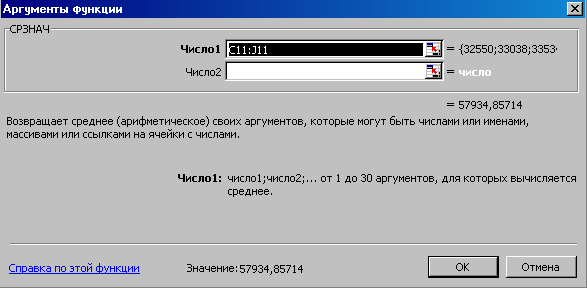 Аргументы функции
СРЗНАЧ
Число1 C11:J11 = {32550;33038;33534
Число2 = число
= 57934,85714
Возвращает среднее (арифметическое) своих аргументов, которые могут быть числами или именами,
массивами или ссылками на ячейки с числами.
Число1: число1;число2;... от 1 до 30 аргументов, для которых вычисляется
среднее.
Справка по этой функции Значение:57934,85714 ОК Отмена